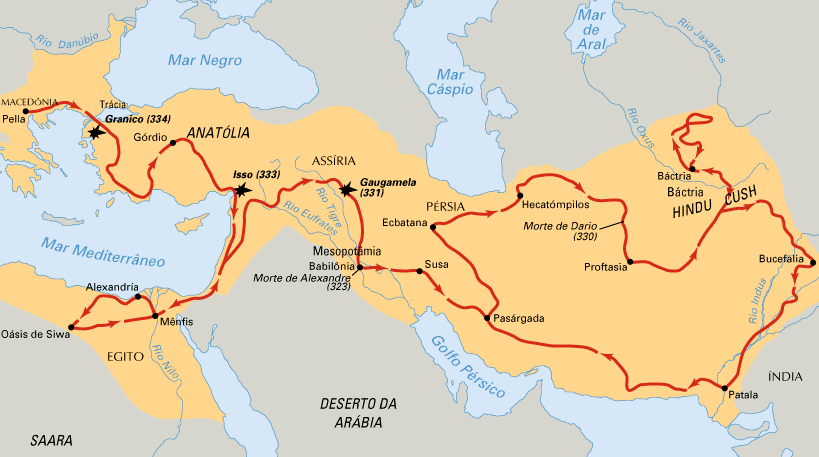 Mar
de
Aral
Rio Jaxartes
Rio Danúbio
Mar Negro
Mar
Cáspio
MACEDÔNIA
Trácia
Pella
Granico (334)
Górdio
ANATÓLIA
Rio Oxus
Isso (333)
ASSÍRIA
Gaugamela
(331)
Báctria
Báctria
HINDU CUSH
Rio Tigre
Rio Eufrates
PÉRSIA
Ecbatana
Hecatômpilos
Morte de Dario
(330)
Mar Mediterrâneo
Mesopotâmia
Babilônia
Morte de Alexandre
(323)
Susa
Proftasia
Bucefalia
Alexandría
Rio Indus
Oásis de Siwa
Mênfis
Pasárgada
EGITO
Rio Nilo
Golfo Pérsico
ÍNDIA
Patala
DESERTO DA
ARÁBIA
SAARA